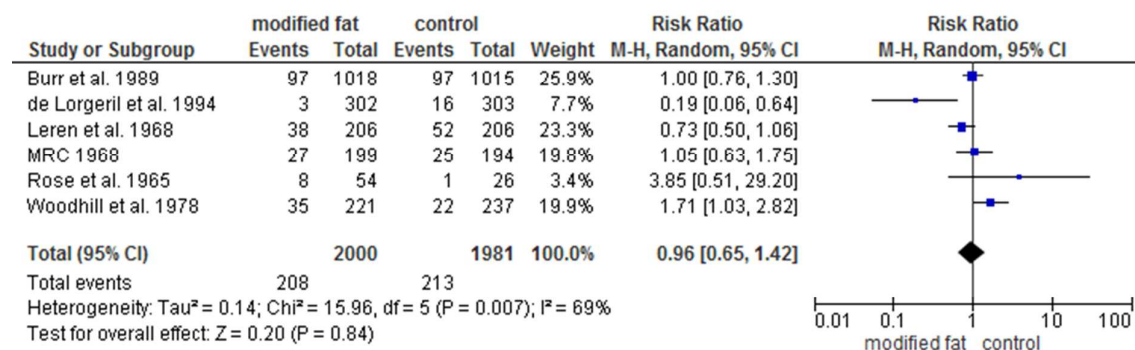 modified fat control Risk Ratio Risk Ratio
Study or Subgroup Events Total Events Total Weight M-H, Random, 95% CI M-H, Random, 95% CI
Burr et al. 1989 97 1018 97 1015 25.9% 1.00 [0.76, 1.30]
de Lorgeril et al. 1994 3 302 16 303 7.7% 0.19 [0.06, 0.64]
Leren et al. 1968 38 206 52 206 23.3% 0.73 [0.50, 1.06]
MRC 1968 27 199 25 194 19.8% 1.05 [0.63, 1.75]
Rose et al. 1965 8 54 1 26 3.4% 3.85 [0.51, 29.20]
Woodhill et al. 1978 35 221 22 237 19.9% 1.71 [1.03, 2.82]
Total (95% CI) 2000 1981 100.0% 0.96 [0.65, 1.42]
Total events 208 213
Heterogeneity: Tau² = 0.14; Chi² = 15.96, df = 5 (P = 0.007); I² = 69%
Test for overall effect: Z = 0.20 (P = 0.84)
0.01 0.1 1 10 100
modified fat control